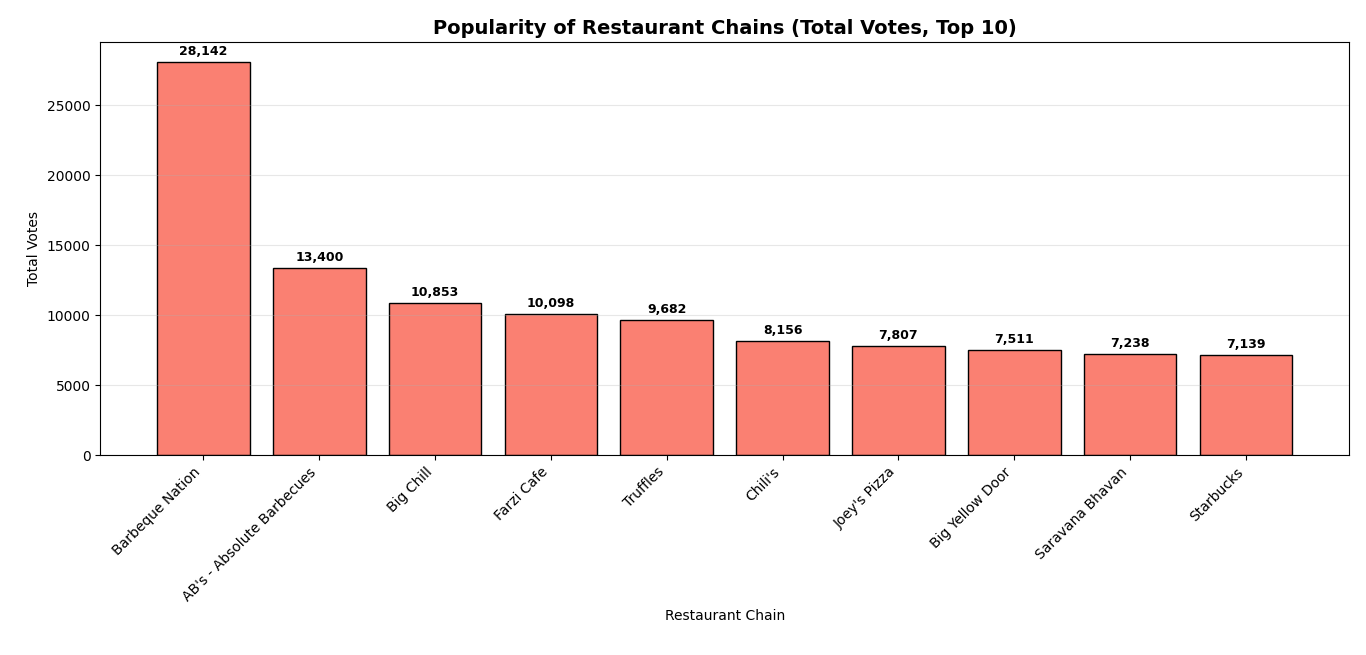 Popularity of Restaurant Chains (Total Votes, Top 10)
28,142
13,400
10,853
10,098
9,682
8,156
7,807
7,511
7,238
7,139
Total Votes
25000
20000
15000
10000
5000
0
Barbeque Nation
AB's - Absolute Barbecues
Big Chill
Farzi Cafe
Truffles
Chili's
Joey's Pizza
Big Yellow Door
Saravana Bhavan
Starbucks
Restaurant Chain